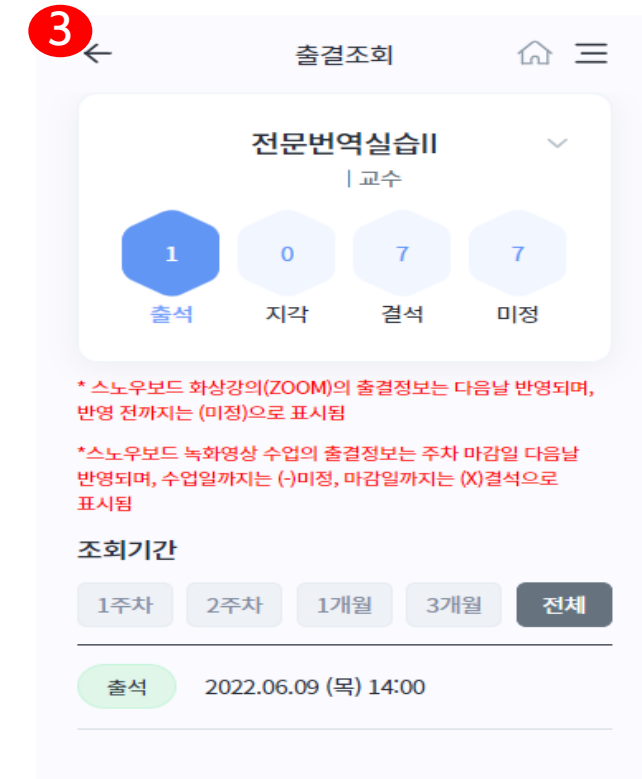 3
출결조회
전문번역실습II
| 교수
1 0 7 7
출석 지각 결석 미정
* 스노우보드 화상강의(ZOOM)의 출결정보는 다음날 반영되며,
반영 전까지는 (미정)으로 표시됨
*스노우보드 녹화영상 수업의 출결정보는 주차 마감일 다음날
반영되며, 수업일까지는 (-)미정, 마감일까지는 (X)결석으로
표시됨
조회기간
1주차 2주차 1개월 3개월 전체
출석 2022.06.09 (목) 14:00